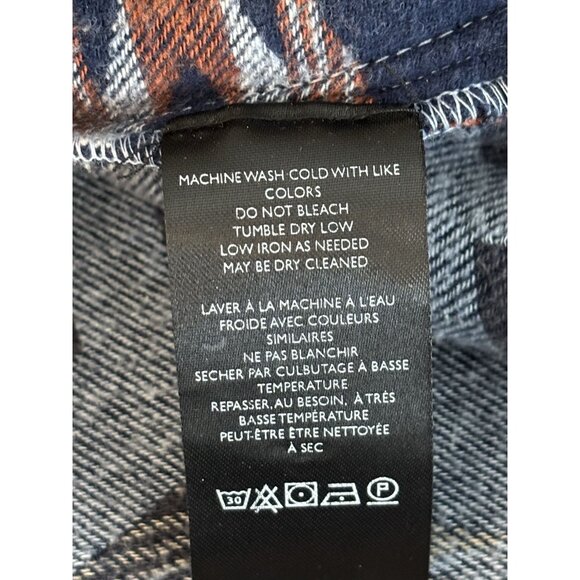 MACHINE WASH COLD WITH LIKE
COLORS
DO NOT BLEACH
TUMBLE DRY LOW
LOW IRON AS NEEDED
MAY BE DRY CLEANED
LAVER À LA MACHINE À L'EAU
FROIDE AVEC COULEURS
SIMILAIRES
NE PAS BLANCHIR
SECHER PAR CULBUTAGE À BASSE
TEMPERATURE
REPASSER, AU BESOIN, À TRÈS
BASSE TEMPÉRATURE
PEUT-ÊTRE ÊTRE NETTOYÉE
À SEC
30 P